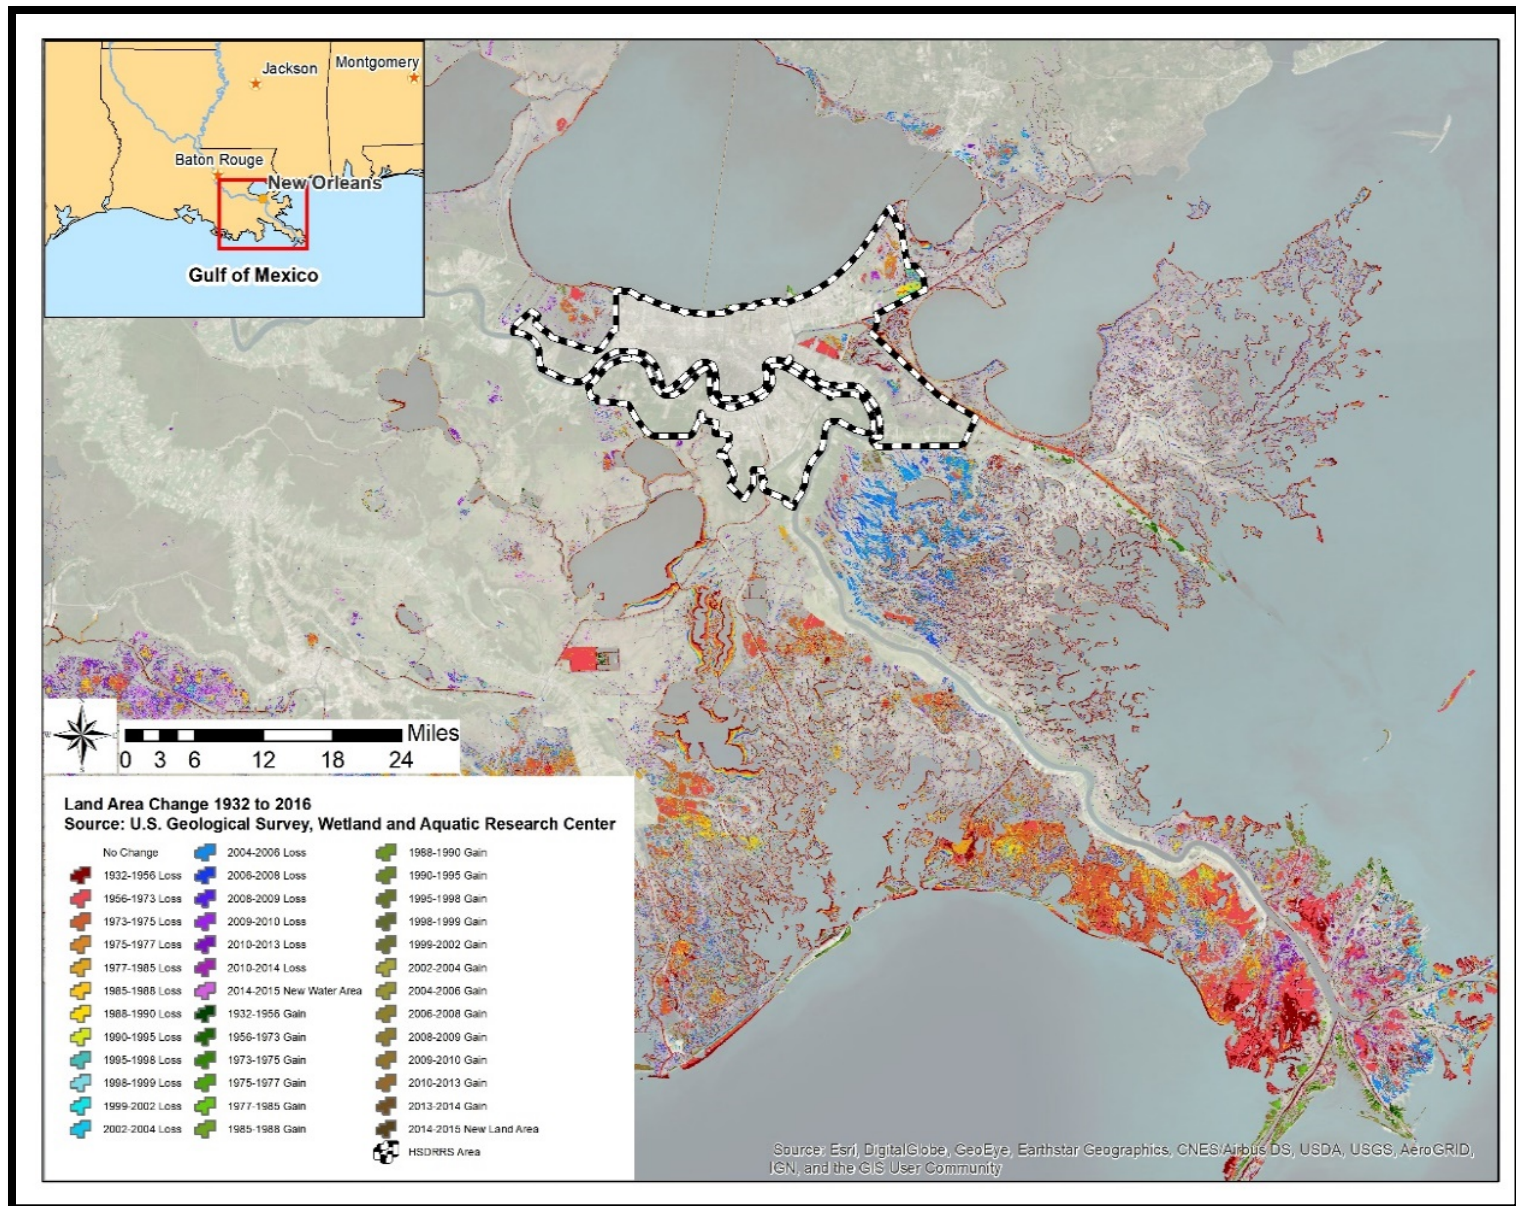 Jackson
Montgomery
Baton Rouge
New Orleans
Gulf of Mexico
Miles
0 3 6 12 18 24
Land Area Change 1932 to 2016
Source: U.S. Geological Survey, Wetland and Aquatic Research Center
No Change
1932-1956 Loss
1956-1973 Loss
1973-1975 Loss
1975-1977 Loss
1977-1985 Loss
1985-1988 Loss
1988-1990 Loss
1990-1995 Loss
1995-1998 Loss
1998-1999 Loss
1999-2002 Loss
2002-2004 Loss
2004-2006 Loss
2006-2008 Loss
2008-2009 Loss
2009-2010 Loss
2010-2013 Loss
2010-2014 Loss
2014-2015 New Water Area
1932-1956 Gain
1956-1973 Gain
1973-1975 Gain
1975-1977 Gain
1977-1985 Gain
1985-1988 Gain
1988-1990 Gain
1990-1995 Gain
1995-1998 Gain
1998-1999 Gain
1999-2002 Gain
2002-2004 Gain
2004-2006 Gain
2006-2008 Gain
2008-2009 Gain
2009-2010 Gain
2010-2013 Gain
2013-2014 Gain
2014-2015 New Land Area
HSDRRS Area
Source: Esri, DigitalGlobe, GeoEye, Earthstar Geographics, CNES/Airbus DS, USDA, USGS, AeroGRID,
IGN, and the GIS User Community